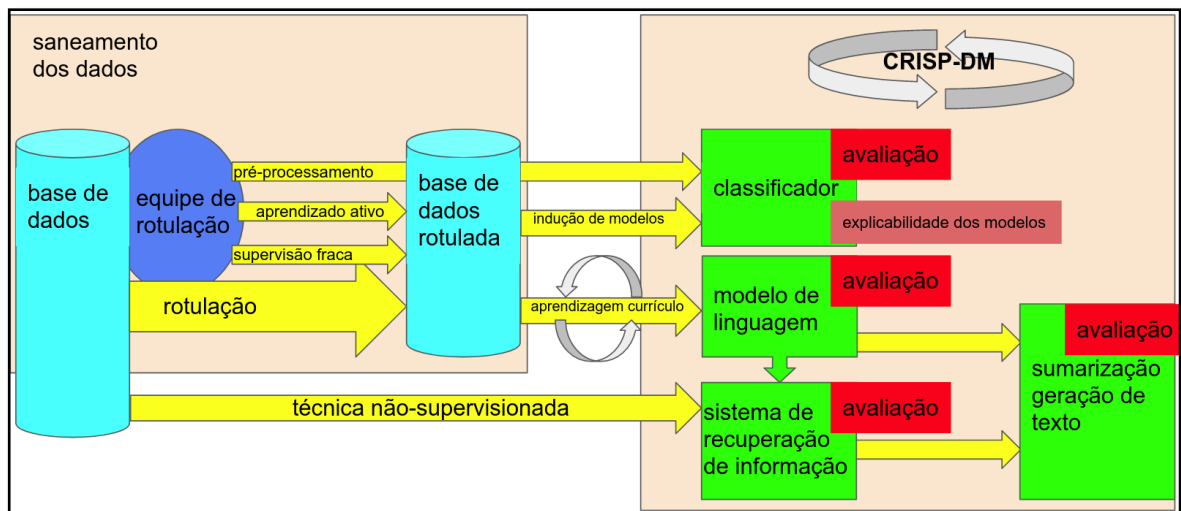 saneamento
dos dados
CRISP-DM
base de
dados
equipe de
rotulação
pré-processamento
aprendizado ativo
supervisão fraca
rotulação
base de
dados
rotulada
indução de modelos
aprendizagem currículo
técnica não-supervisionada
classificador
avaliação
explicabilidade dos modelos
modelo de
linguagem
avaliação
sistema de
recuperação
de informação
avaliação
avaliação
sumarização
geração de
texto